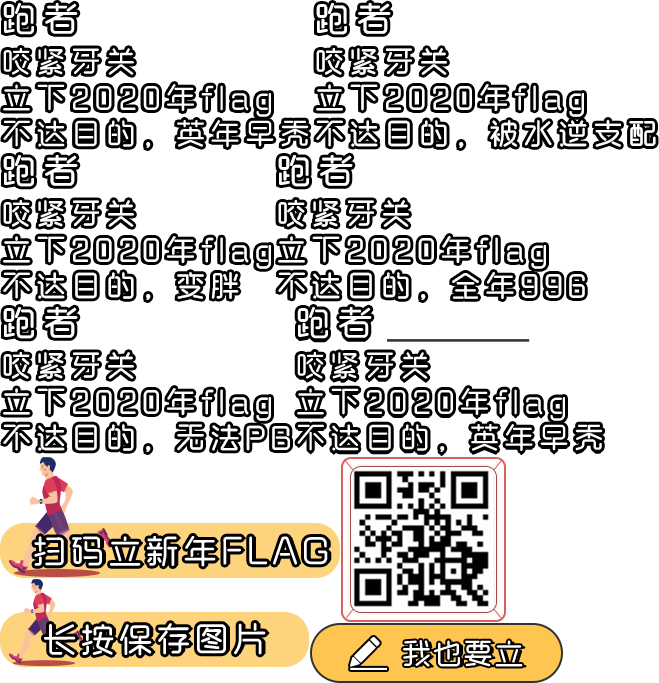 跑者
咬紧牙关
立下2020年flag
不达目的，英年早秃
跑者
咬紧牙关
立下2020年flag
不达目的，被水逆支配
跑者
咬紧牙关
立下2020年flag
不达目的，变胖
跑者
咬紧牙关
立下2020年flag
不达目的，全年996
跑者
咬紧牙关
立下2020年flag
不达目的，无法PB
跑者
咬紧牙关
立下2020年flag
不达目的，英年早秃
扫码立新年FLAG
长按保存图片
我也要立